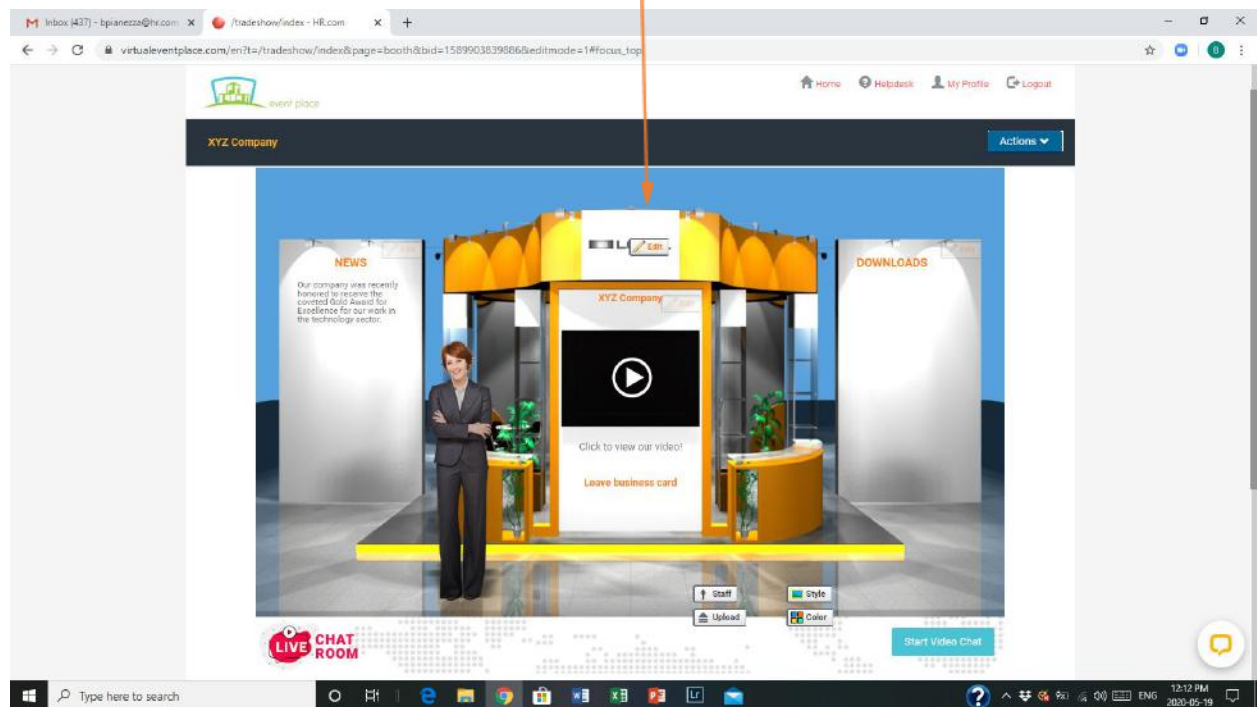 Inbox (437) - bpianezza@hr.com
/tradeshow/index - HR.com
virtualeventplace.com/en?t=/tradeshow/index&page=booth&bid=1589903839886&editmode=1#focus_top
event place
Home
Helpdesk
My Profile
Logout
XYZ Company
Actions
Edit
NEWS
Edit
Our company was recently
honored to receive the
coveted Gold Award for
Excellence for our work in
the technology sector.
XYZ Company
Edit
Click to view our video!
Leave business card
DOWNLOADS
Edit
Staff
Style
Upload
Color
LIVE
CHAT
ROOM
Start Video Chat
Type here to search
ENG
12:12 PM
2020-05-19